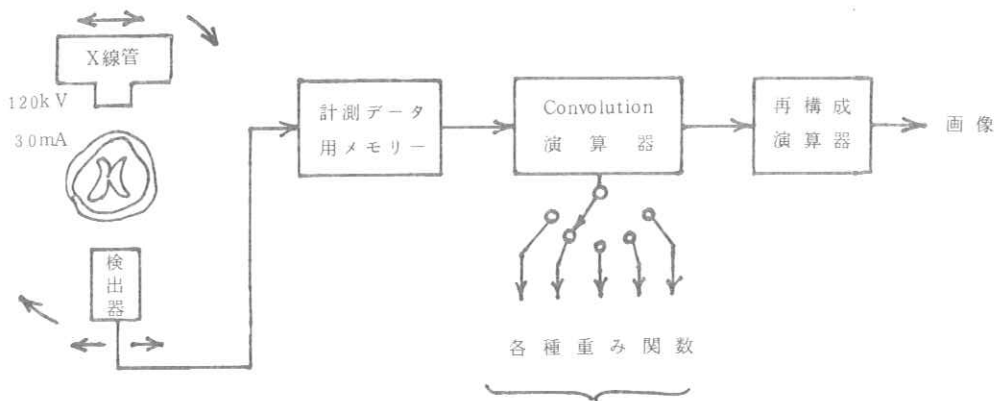 X線管
120kV
30mA
検出器
計測データ
用メモリー
Convolution
演算器
再構成
演算器
画像
各種重み関数